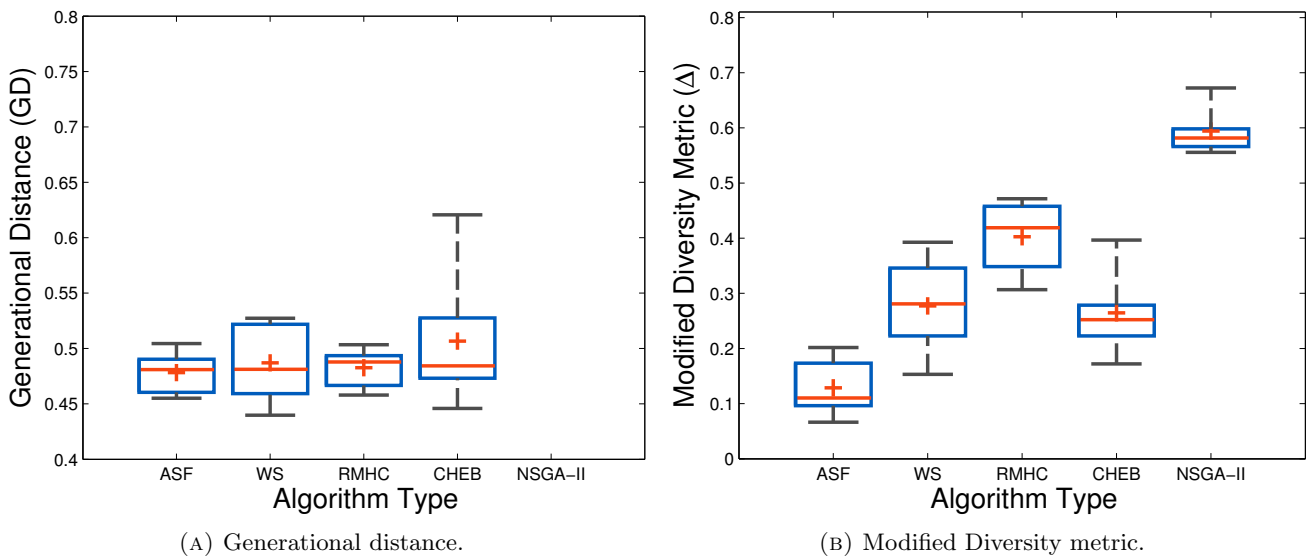 0.8
0.75
0.7
0.65
0.6
0.55
0.5
0.45
0.4
Generational Distance (GD)
ASF WS RMHC CHEB NSGA-II
Algorithm Type
(A) Generational distance.
0.8
0.7
0.6
0.5
0.4
0.3
0.2
0.1
0
Modified Diversity Metric (Δ)
ASF WS RMHC CHEB NSGA-II
Algorithm Type
(B) Modified Diversity metric.